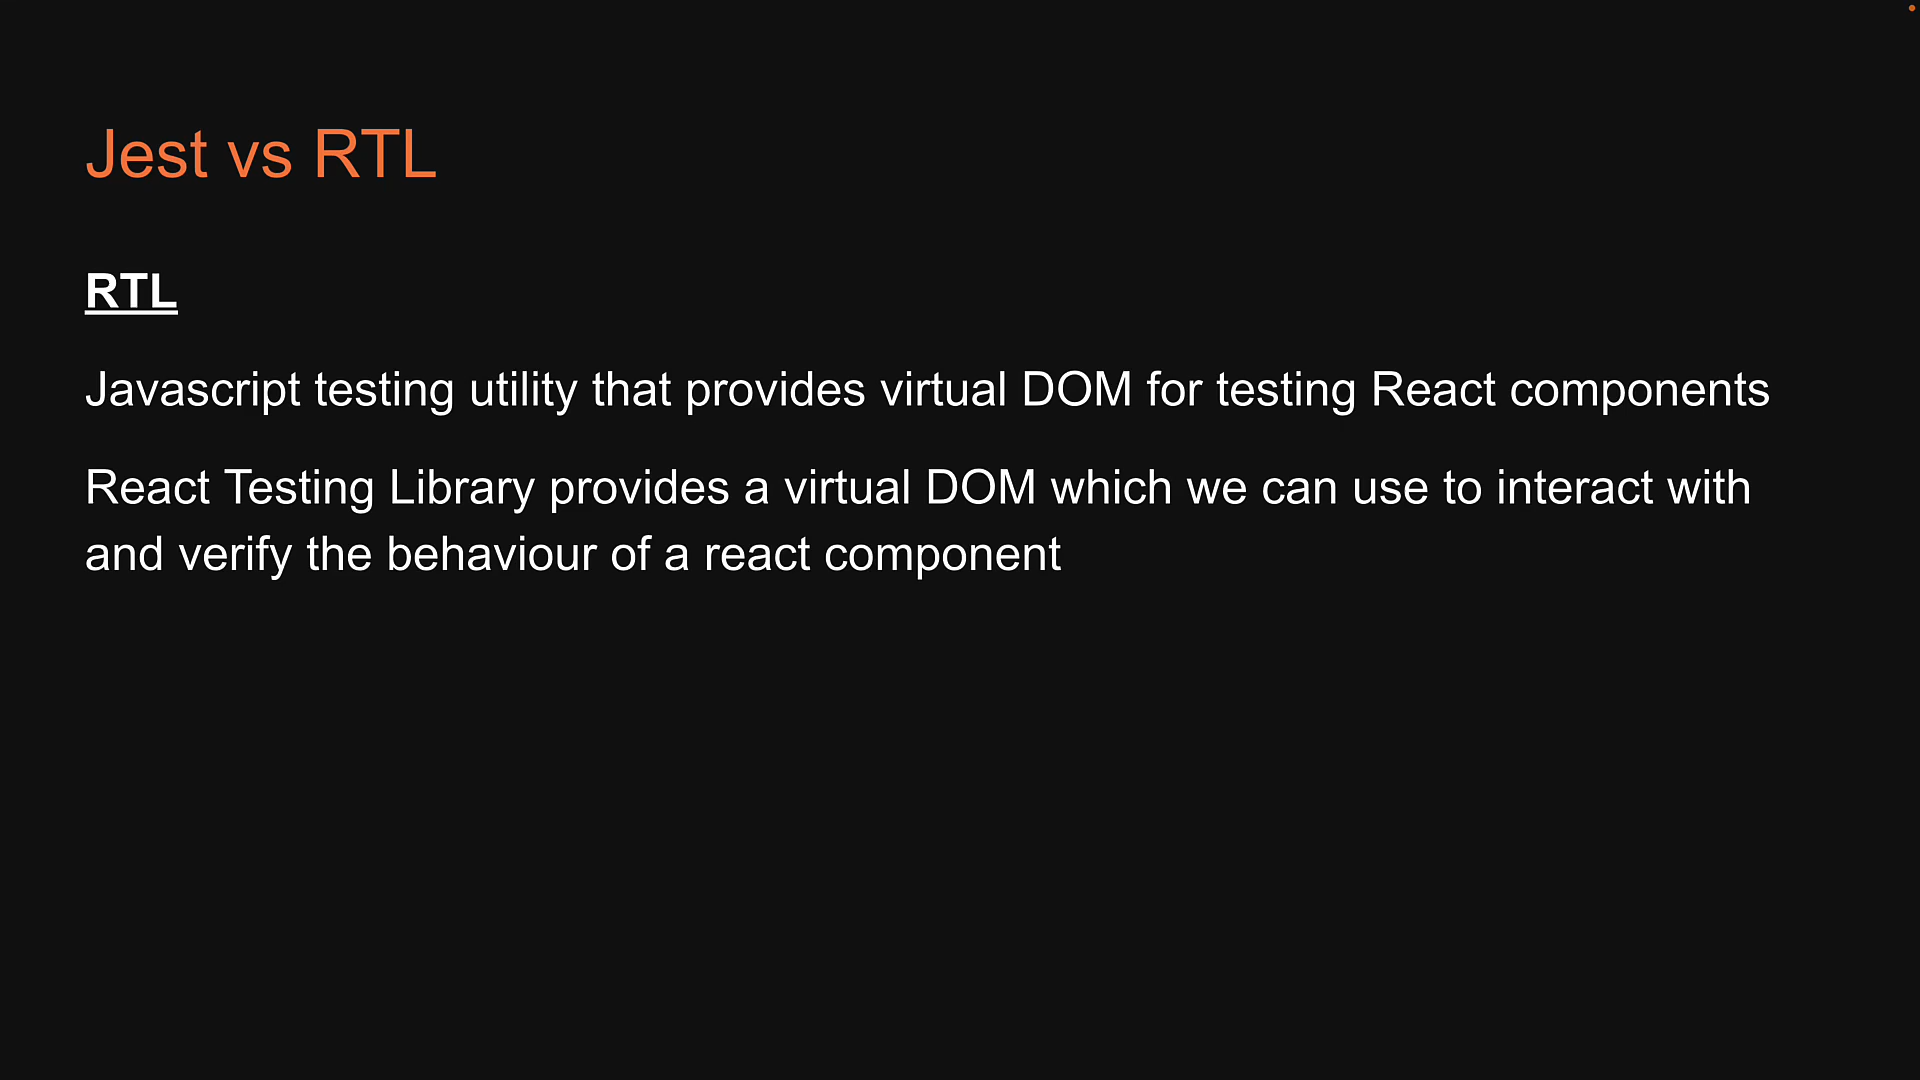 Jest vs RTL
RTL
Javascript testing utility that provides virtual DOM for testing React components
React Testing Library provides a virtual DOM which we can use to interact with
and verify the behaviour of a react component